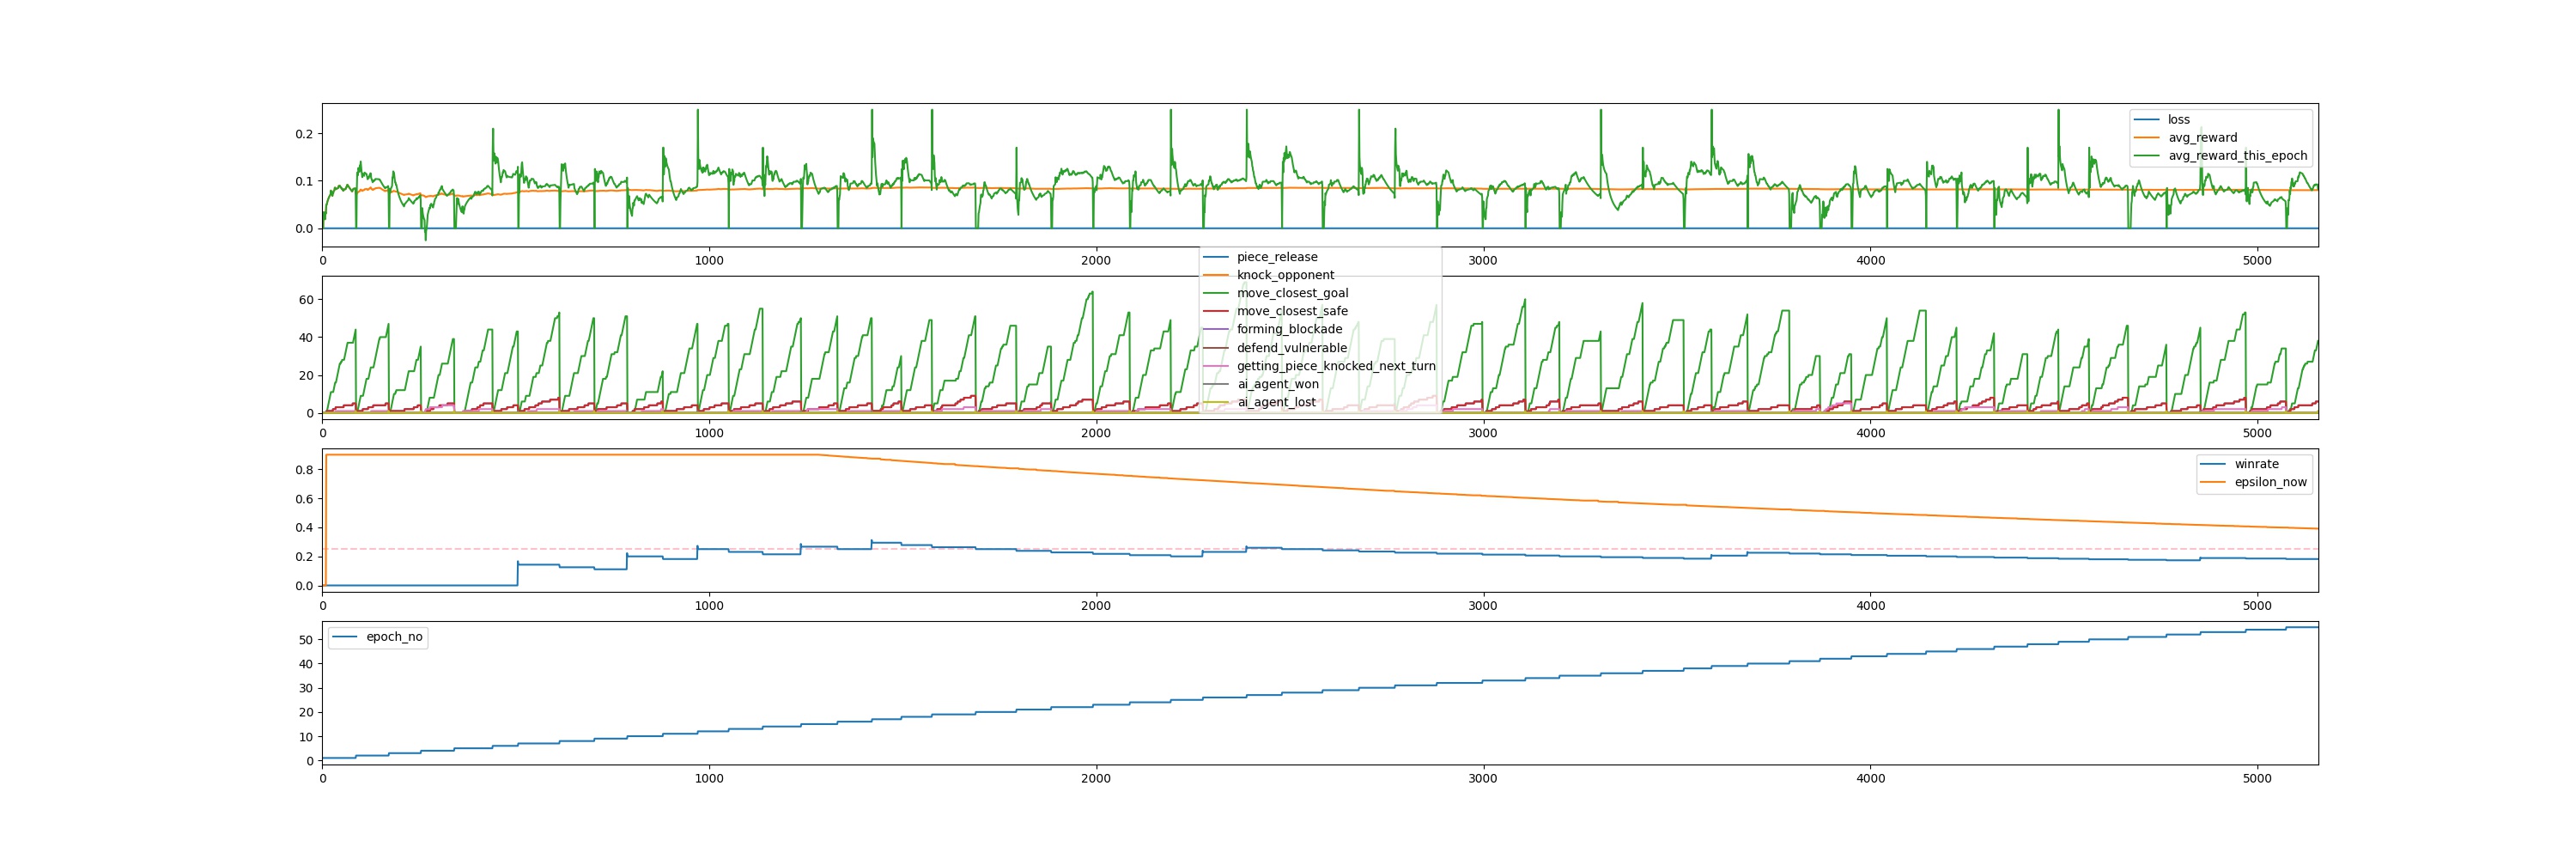 0.2
0.1
0.0
loss
avg_reward
avg_reward_this_epoch
0 1000 2000 3000 4000 5000
60
40
20
0
piece_release
knock_opponent
move_closest_goal
move_closest_safe
forming_blockade
defend_vulnerable
getting_piece_knocked_next_turn
ai_agent_won
ai_agent_lost
0 1000 2000 3000 4000 5000
0.8
0.6
0.4
0.2
0.0
winrate
epsilon_now
0 1000 2000 3000 4000 5000
50
40
30
20
10
0
epoch_no
0 1000 2000 3000 4000 5000